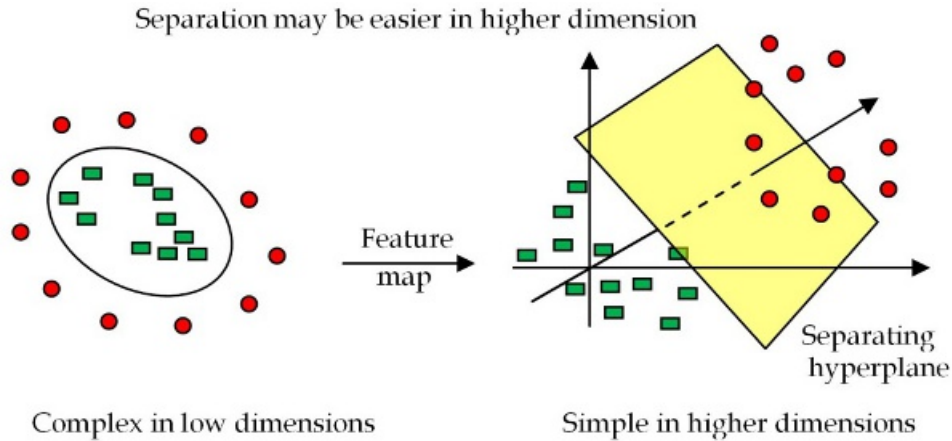 Separation may be easier in higher dimension
Feature
map
Separating
hyperplane
Complex in low dimensions
Simple in higher dimensions